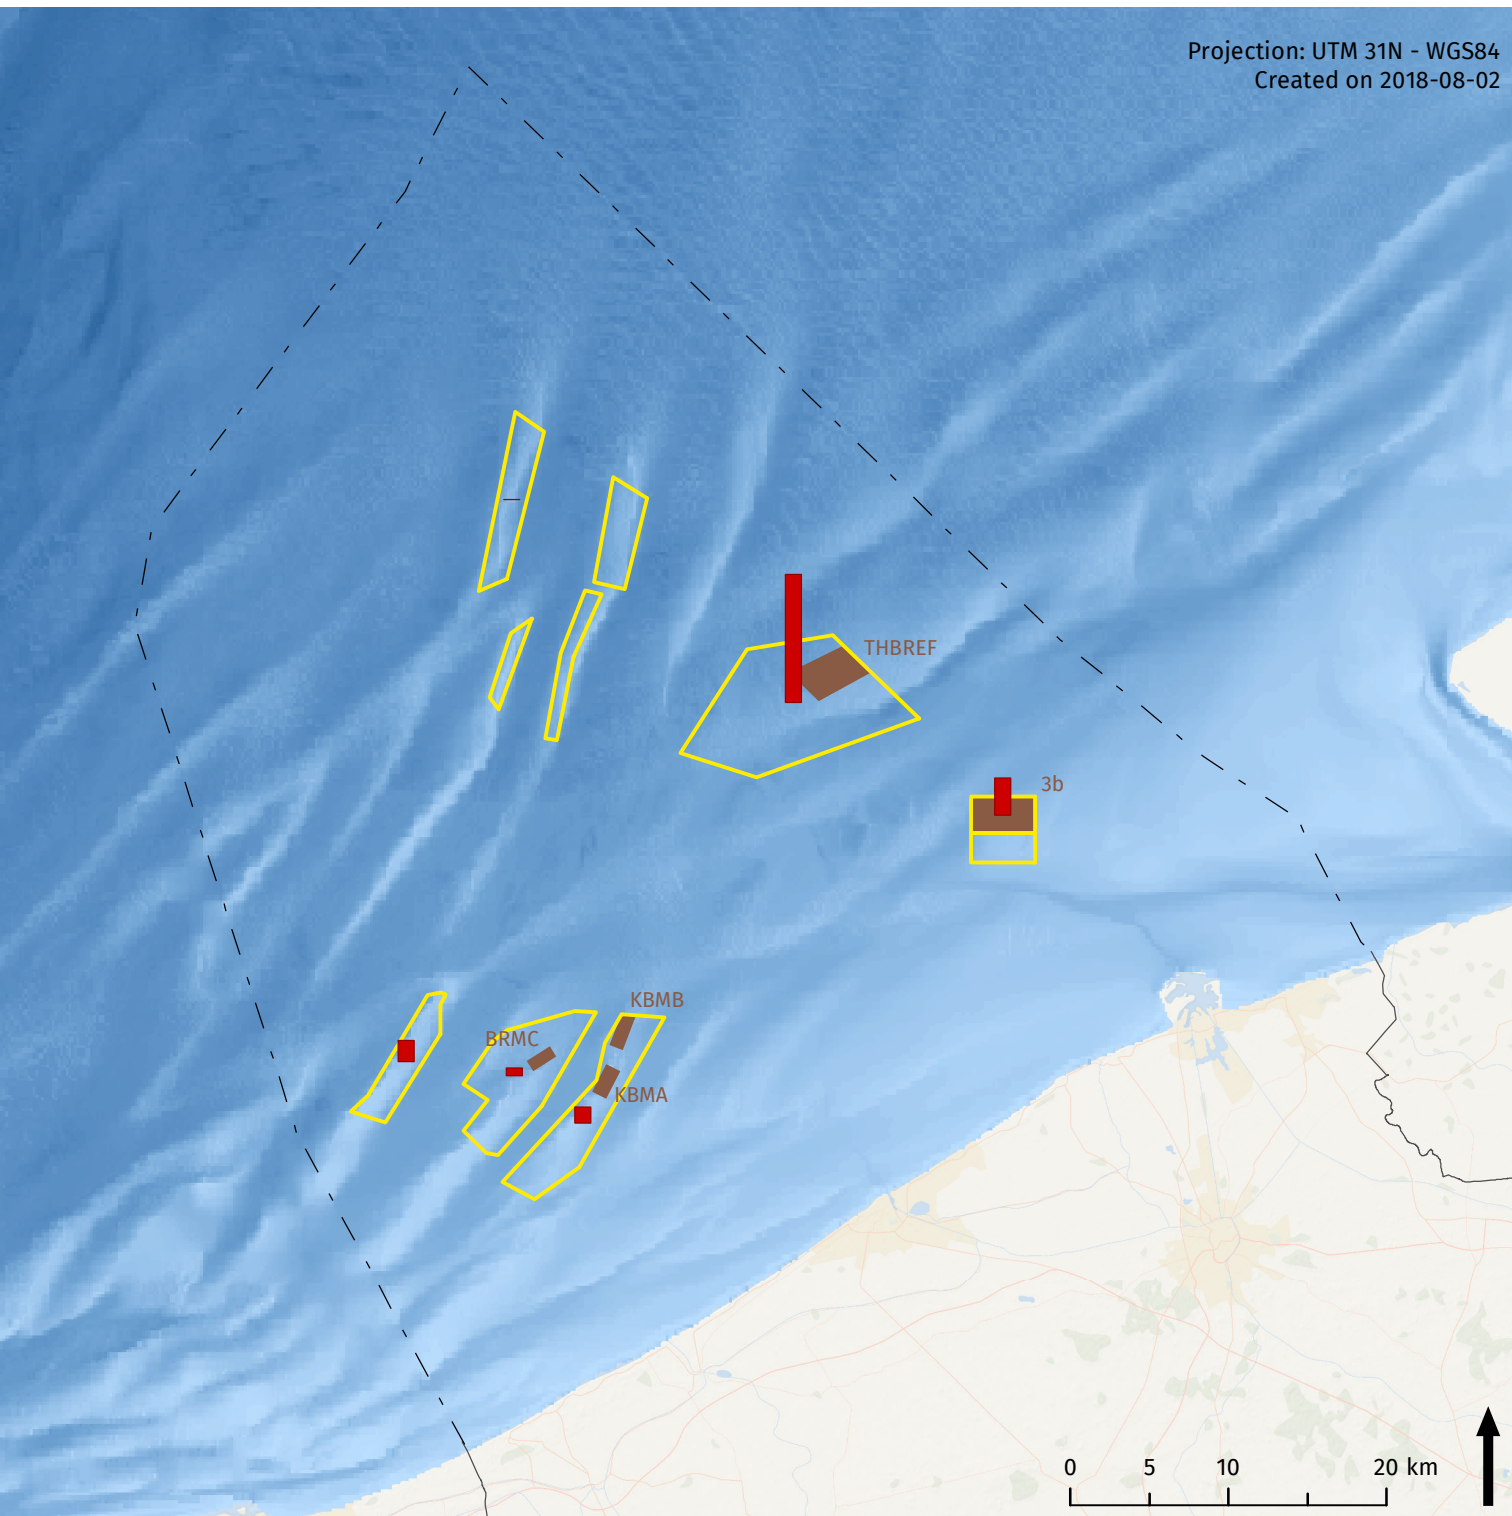 Projection: UTM 31N - WGS84
Created on 2018-08-02
THBREF
3b
KBMB
BRMC
KBMA
0 5 10 20 km